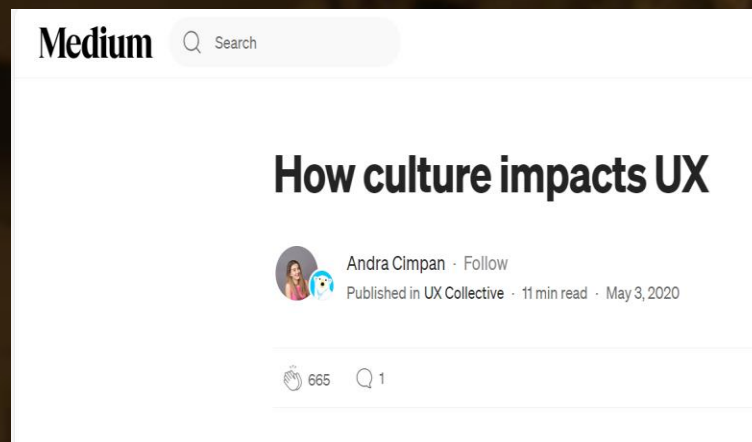 Medium Search
How culture impacts UX
Andra Cimpan · Follow
Published in UX Collective · 11 min read · May 3, 2020
665 1